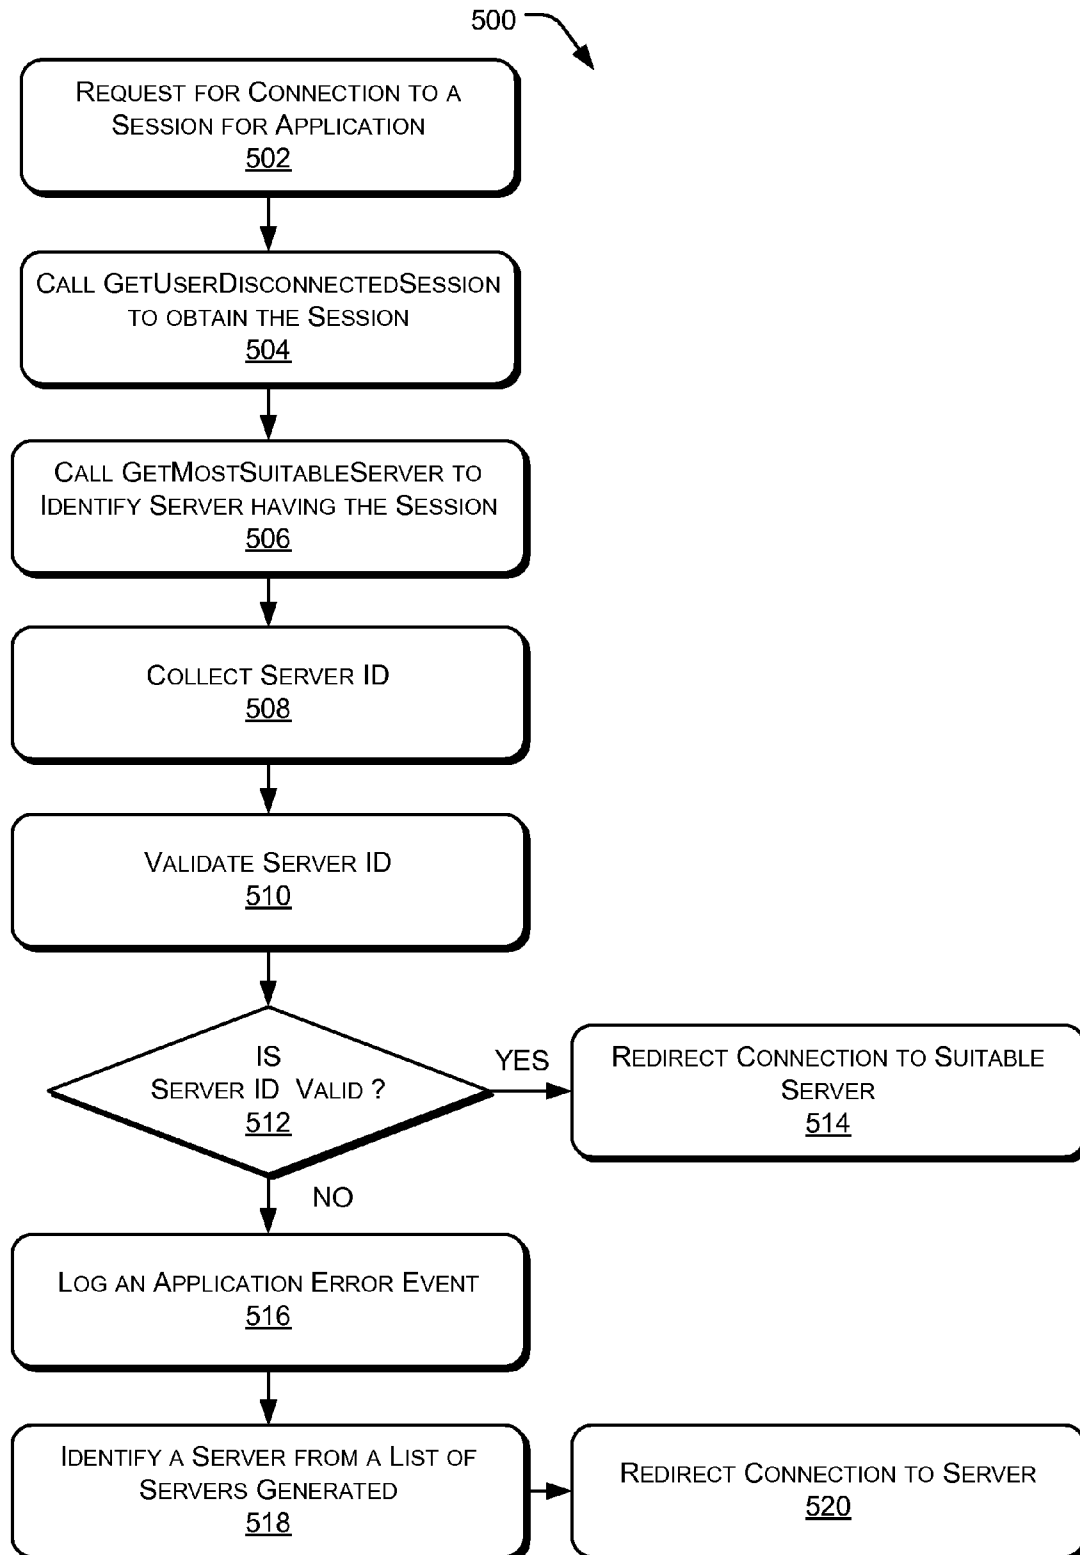 500
REQUEST FOR CONNECTION TO A
SESSION FOR APPLICATION
502
CALL GETUSERDISCONNECTEDSESSION
TO OBTAIN THE SESSION
504
CALL GETMOSTSUITABLESERVER TO
IDENTIFY SERVER HAVING THE SESSION
506
COLLECT SERVER ID
508
VALIDATE SERVER ID
510
IS
SERVER ID VALID ?
512
YES
REDIRECT CONNECTION TO SUITABLE
SERVER
514
NO
LOG AN APPLICATION ERROR EVENT
516
IDENTIFY A SERVER FROM A LIST OF
SERVERS GENERATED
518
REDIRECT CONNECTION TO SERVER
520